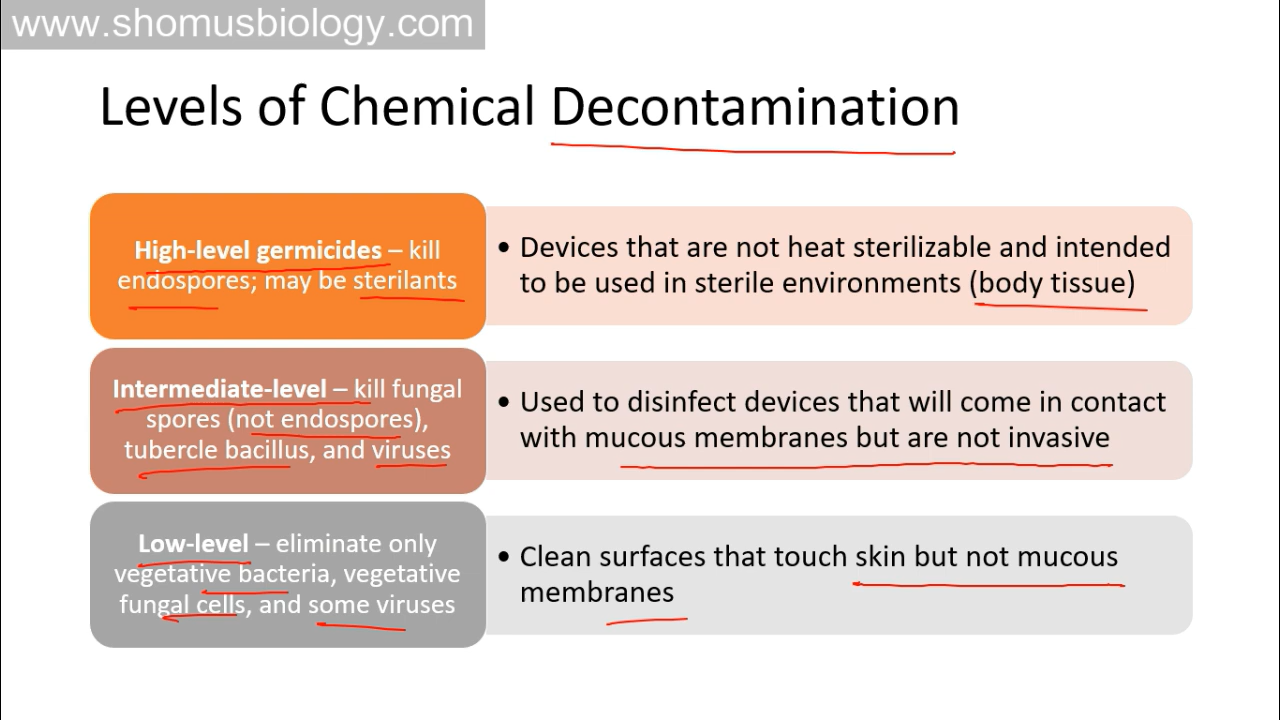 www.shomusbiology.com
Levels of Chemical Decontamination
High-level germicides – kill
endospores; may be sterilants
• Devices that are not heat sterilizable and intended
to be used in sterile environments (body tissue)
Intermediate-level – kill fungal
spores (not endospores),
tubercle bacillus, and viruses
• Used to disinfect devices that will come in contact
with mucous membranes but are not invasive
Low-level – eliminate only
vegetative bacteria, vegetative
fungal cells, and some viruses
• Clean surfaces that touch skin but not mucous
membranes